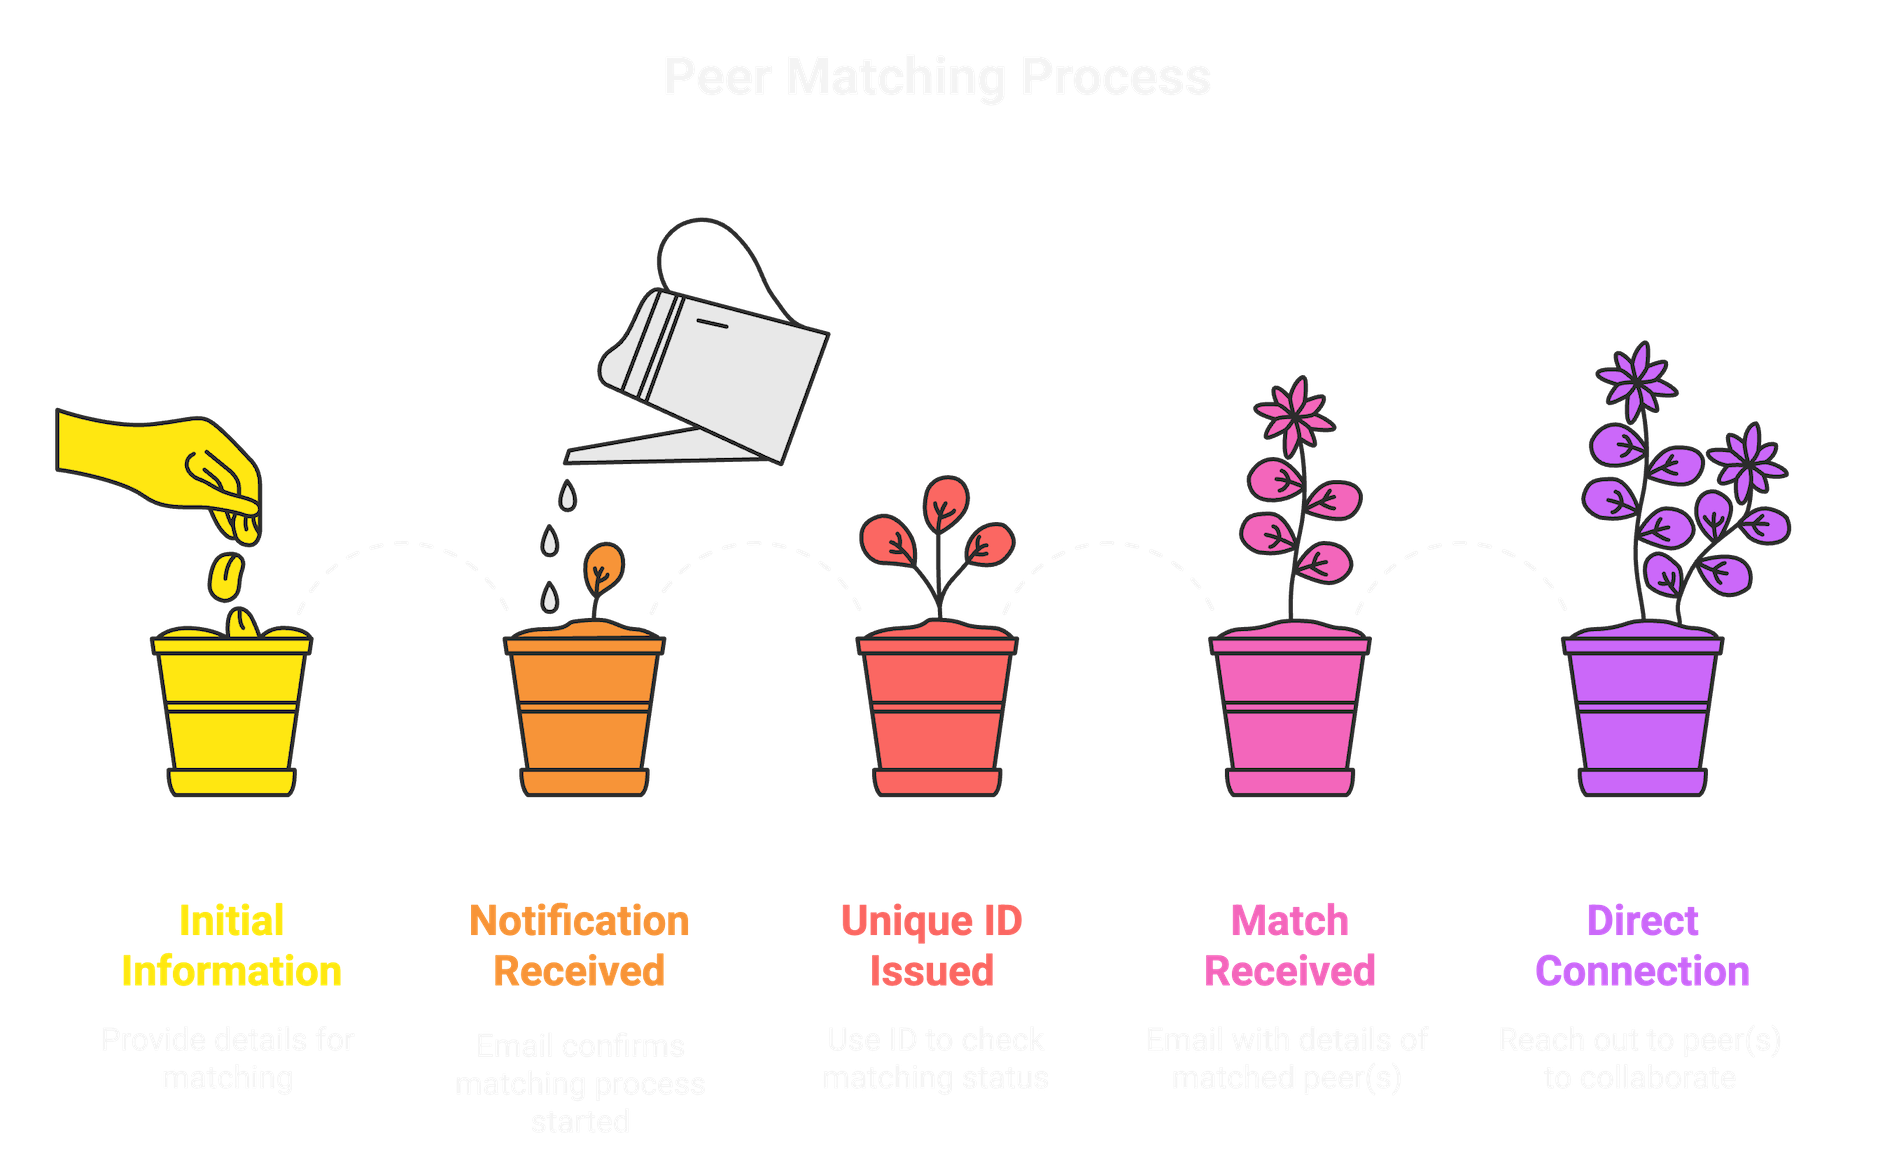 Peer Matching Process
Initial
Information
Provide details for
matching
Notification
Received
Email confirms
matching process
started
Unique ID
Issued
Use ID to check
matching status
Match
Received
Email with details of
matched peer(s)
Direct
Connection
Reach out to peer(s)
to collaborate